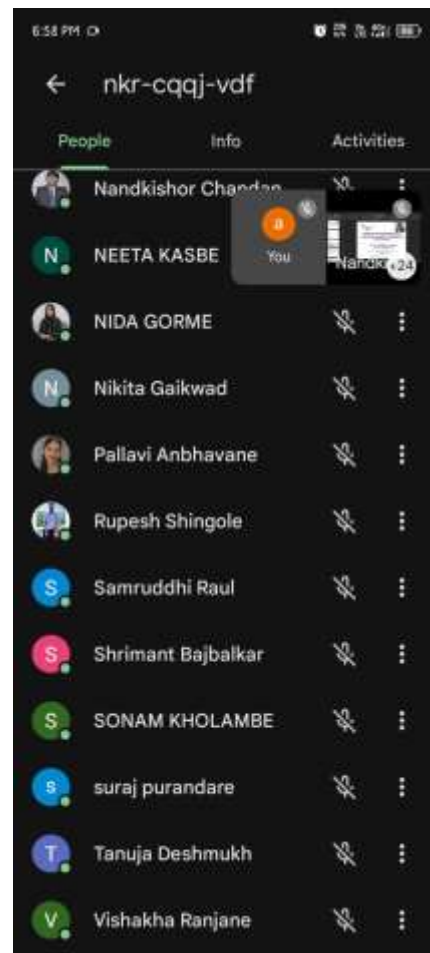 6:58 PM
nkr-cqqj-vdf
People Info Activities
Nandkishor Chandan
a
You
Nandk
+24
N NEETA KASBE
NIDA GORME
N Nikita Gaikwad
Pallavi Anbhavane
Rupesh Shingole
S Samruddhi Raul
S Shrimant Bajbalkar
S SONAM KHOLAMBE
s suraj purandare
T Tanuja Deshmukh
V Vishakha Ranjane